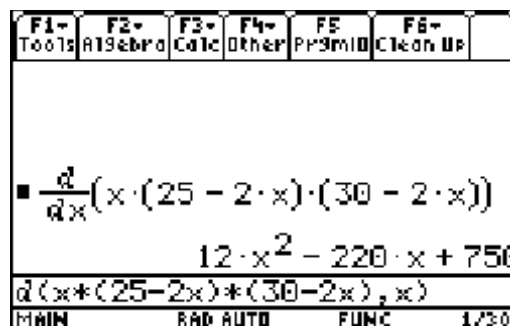 F1▾ F2▾ F3▾ F4▾ F5 F6▾
Tools Algebra Calc Other PrgmIO Clean Up
▪ d/dx(x·(25 − 2·x)·(30 − 2·x))
12·x² − 220·x + 750
d(x*(25-2x)*(30-2x),x)
MAIN RAD AUTO FUNC 1/30